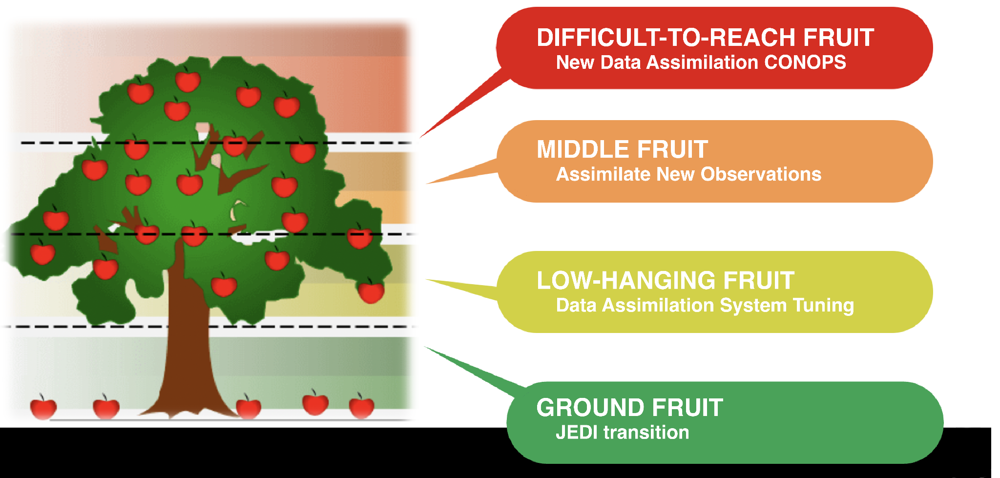 DIFFICULT-TO-REACH FRUIT
New Data Assimilation CONOPS
MIDDLE FRUIT
Assimilate New Observations
LOW-HANGING FRUIT
Data Assimilation System Tuning
GROUND FRUIT
JEDI transition